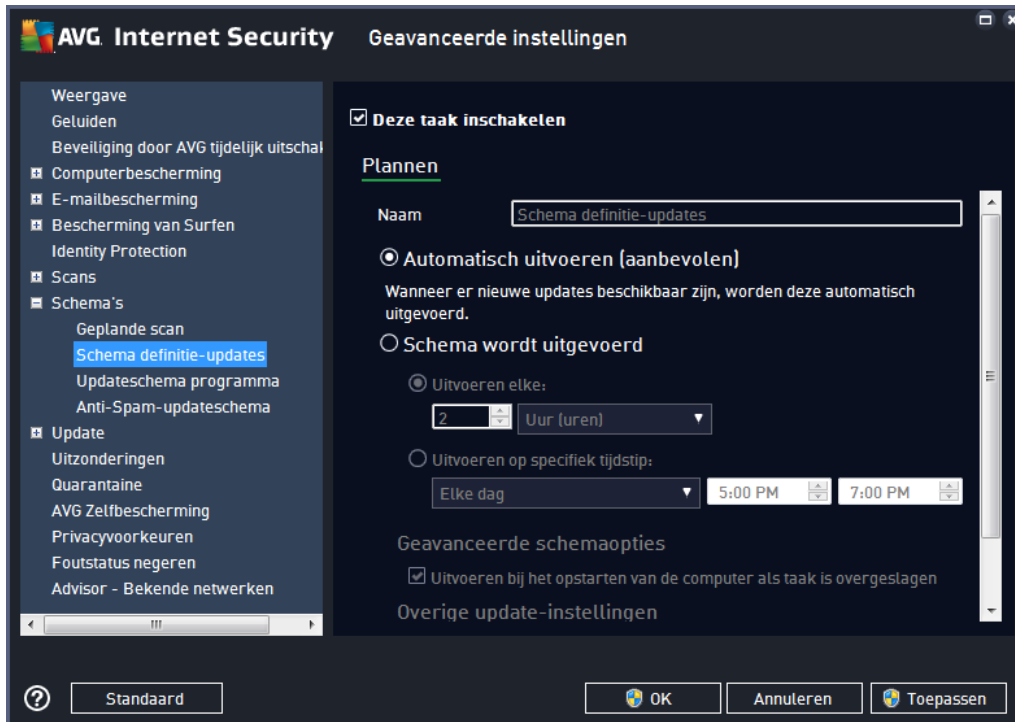 AVG. Internet Security
Geavanceerde instellingen
Weergave
Geluiden
Beveiliging door AVG tijdelijk uitschak
Computerbescherming
E-mailbescherming
Bescherming van Surfen
Identity Protection
Scans
Schema's
Geplande scan
Schema definitie-updates
Updateschema programma
Anti-Spam-updateschema
Update
Uitzonderingen
Quarantaine
AVG Zelfbescherming
Privacyvoorkeuren
Foutstatus negeren
Advisor - Bekende netwerken
Deze taak inschakelen
Plannen
Naam Schema definitie-updates
Automatisch uitvoeren (aanbevolen)
Wanneer er nieuwe updates beschikbaar zijn, worden deze automatisch
uitgevoerd.
Schema wordt uitgevoerd
Uitvoeren elke:
2 Uur (uren)
Uitvoeren op specifiek tijdstip:
Elke dag 5:00 PM 7:00 PM
Geavanceerde schemaopties
Uitvoeren bij het opstarten van de computer als taak is overgeslagen
Overige update-instellingen
? Standaard OK Annuleren Toepassen